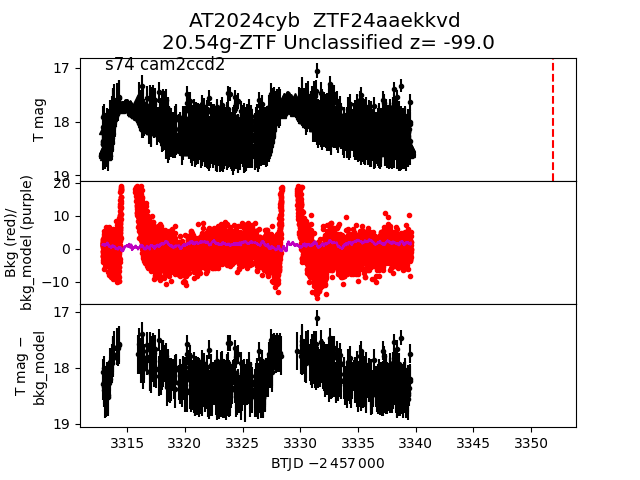 AT2024cyb ZTF24aaekkvd
20.54g-ZTF Unclassified z= -99.0
s74 cam2ccd2
17
18
19
T mag
20
10
0
−10
Bkg (red)/
bkg_model (purple)
17
18
19
T mag −
bkg_model
3315 3320 3325 3330 3335 3340 3345 3350
BTJD −2 457 000